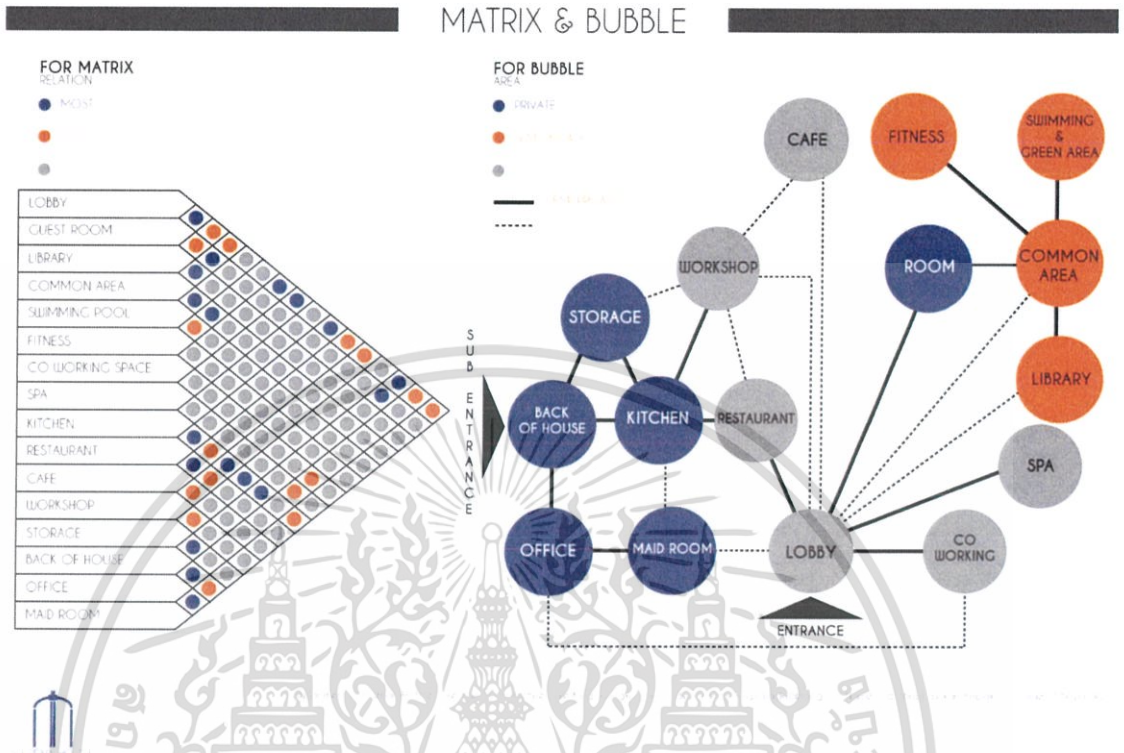 MATRIX & BUBBLE
FOR MATRIX
RELATION
MOST
FOR BUBBLE
AREA
PRIVATE
LOBBY
GUEST ROOM
LIBRARY
COMMON AREA
SWIMMING POOL
FITNESS
CO WORKING SPACE
SPA
KITCHEN
RESTAURANT
CAFE
WORKSHOP
STORAGE
BACK OF HOUSE
OFFICE
MAID ROOM
SUB ENTRANCE
CAFE
FITNESS
SWIMMING
&
GREEN AREA
WORKSHOP
ROOM
COMMON
AREA
STORAGE
LIBRARY
BACK
OF HOUSE
KITCHEN
RESTAURANT
SPA
OFFICE
MAID ROOM
LOBBY
CO
WORKING
ENTRANCE